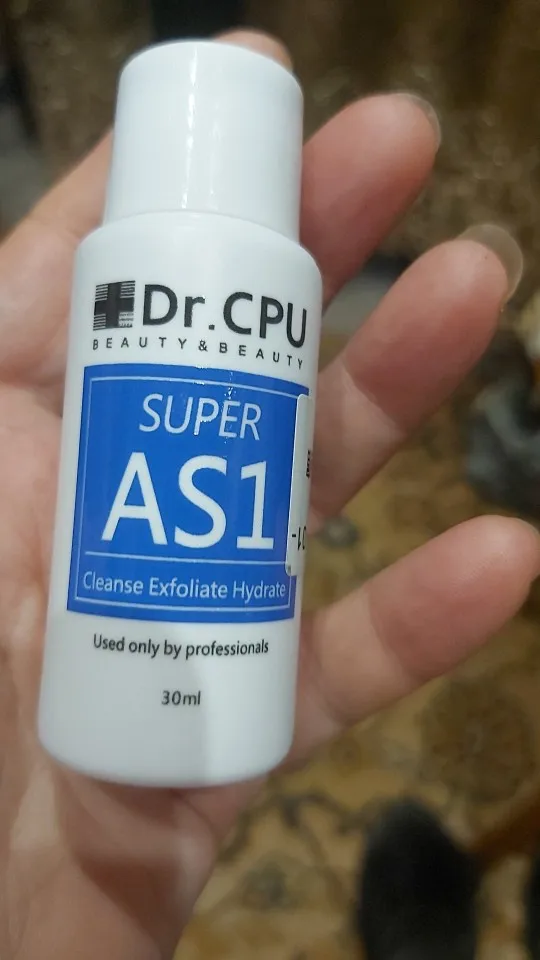 Dr.CPU
BEAUTY & BEAUTY
SUPER
AS1
Cleanse Exfoliate Hydrate
Used only by professionals
30ml